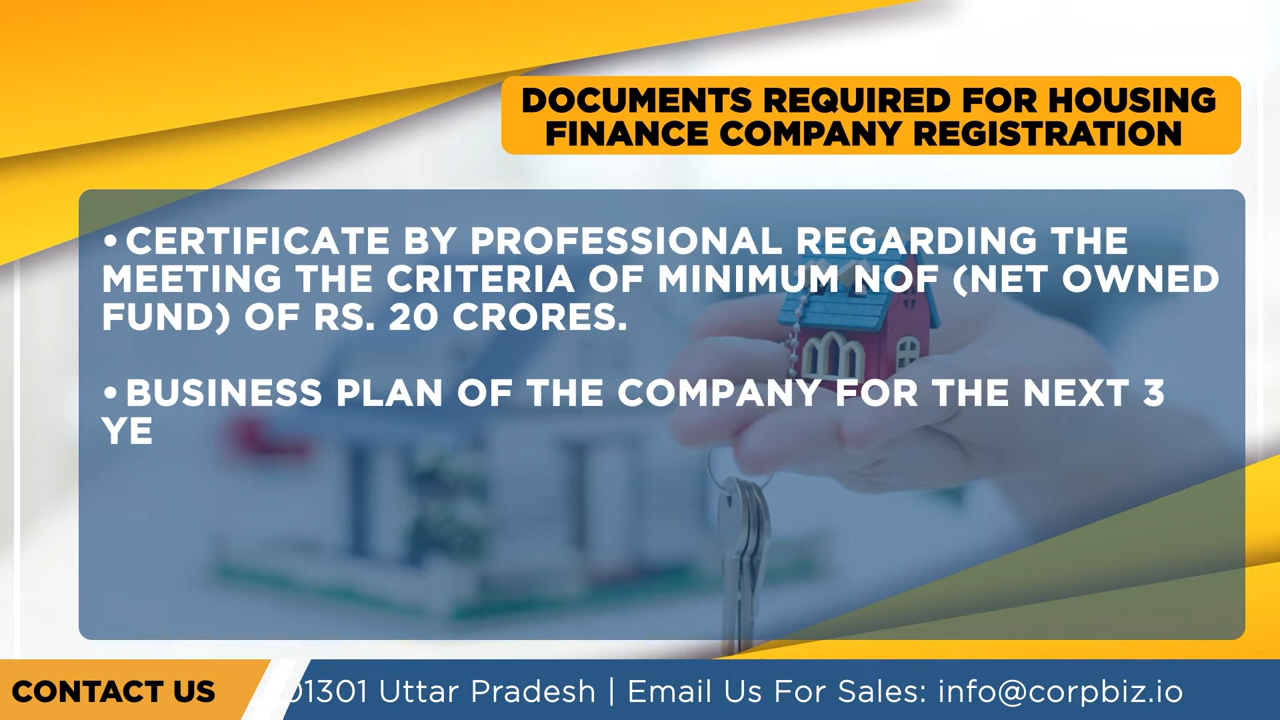 DOCUMENTS REQUIRED FOR HOUSING
FINANCE COMPANY REGISTRATION
•CERTIFICATE BY PROFESSIONAL REGARDING THE
MEETING THE CRITERIA OF MINIMUM NOF (NET OWNED
FUND) OF RS. 20 CRORES.
•BUSINESS PLAN OF THE COMPANY FOR THE NEXT 3
YE
CONTACT US
01301 Uttar Pradesh | Email Us For Sales: info@corpbiz.io